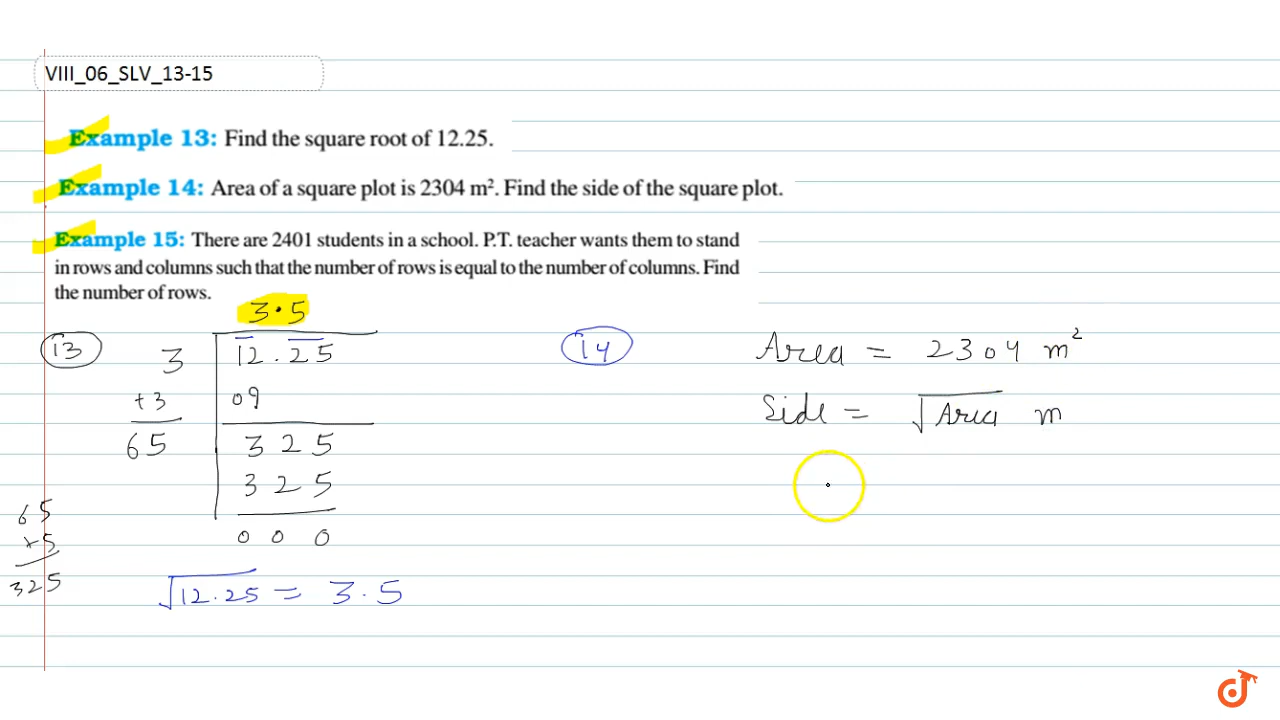 VIII_06_SLV_13-15
Example 13: Find the square root of 12.25.
Example 14: Area of a square plot is 2304 m². Find the side of the square plot.
Example 15: There are 2401 students in a school. P.T. teacher wants them to stand
in rows and columns such that the number of rows is equal to the number of columns. Find
the number of rows.
3.5
13
3
12.25
+3
09
65
325
325
000
65
×5
325
√12.25 = 3.5
14
Area = 2304 m²
Side = √Area m